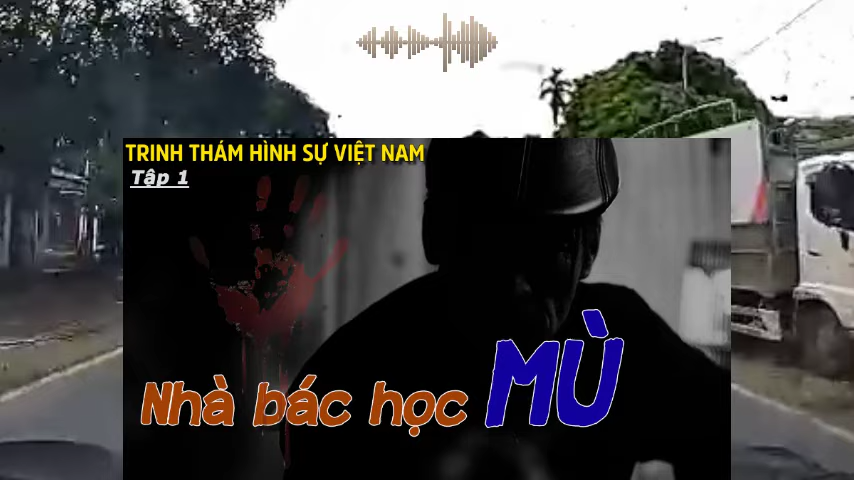 TRINH THÁM HÌNH SỰ VIỆT NAM
Tập 1
Nhà bác học MÙ